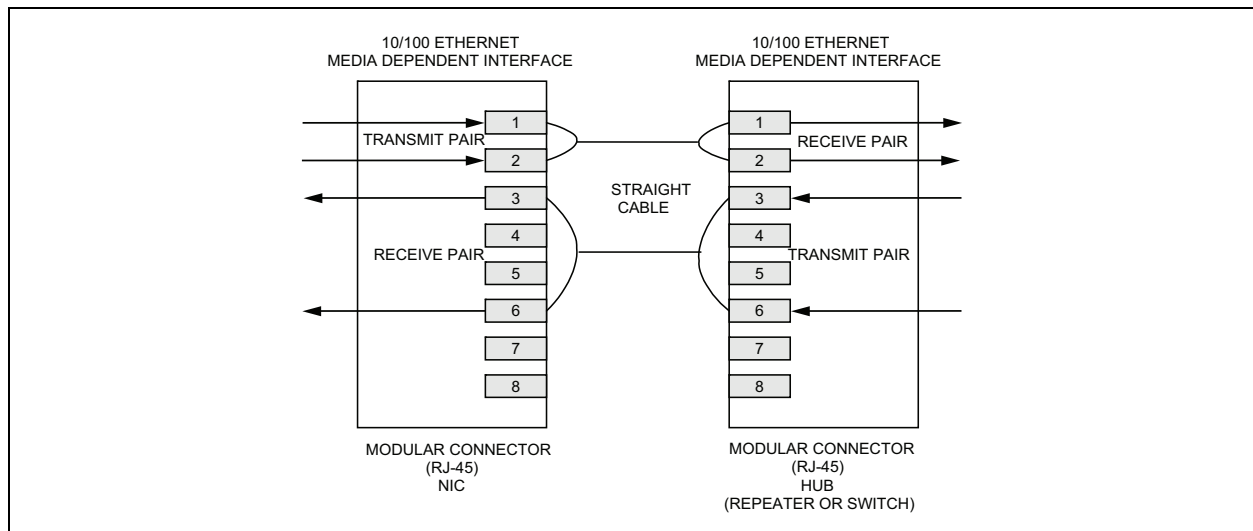 10/100 ETHERNET
MEDIA DEPENDENT INTERFACE
10/100 ETHERNET
MEDIA DEPENDENT INTERFACE
1
TRANSMIT PAIR
2
3
4
RECEIVE PAIR
5
6
7
8
STRAIGHT
CABLE
1
RECEIVE PAIR
2
3
4
TRANSMIT PAIR
5
6
7
8
MODULAR CONNECTOR
(RJ-45)
NIC
MODULAR CONNECTOR
(RJ-45)
HUB
(REPEATER OR SWITCH)